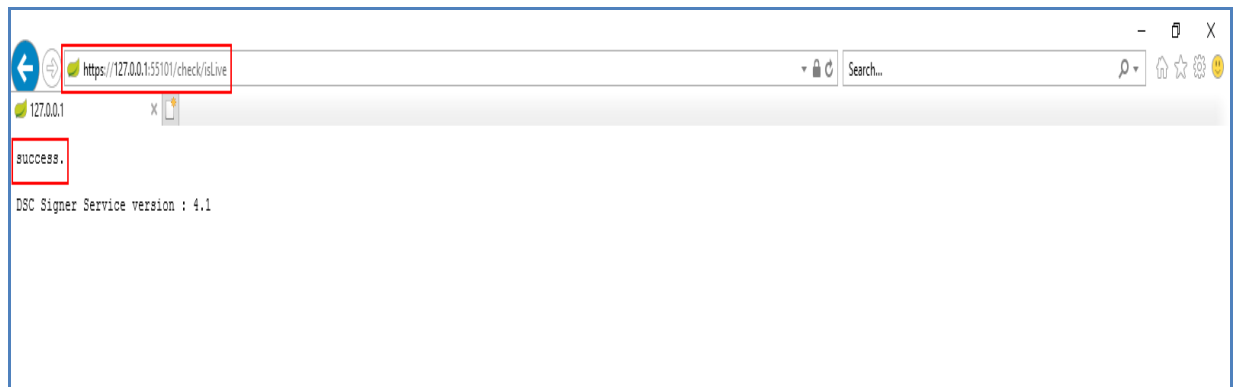 https://127.0.0.1:55101/check/isLive
Search...
127.0.0.1
success.
DSC Signer Service version : 4.1